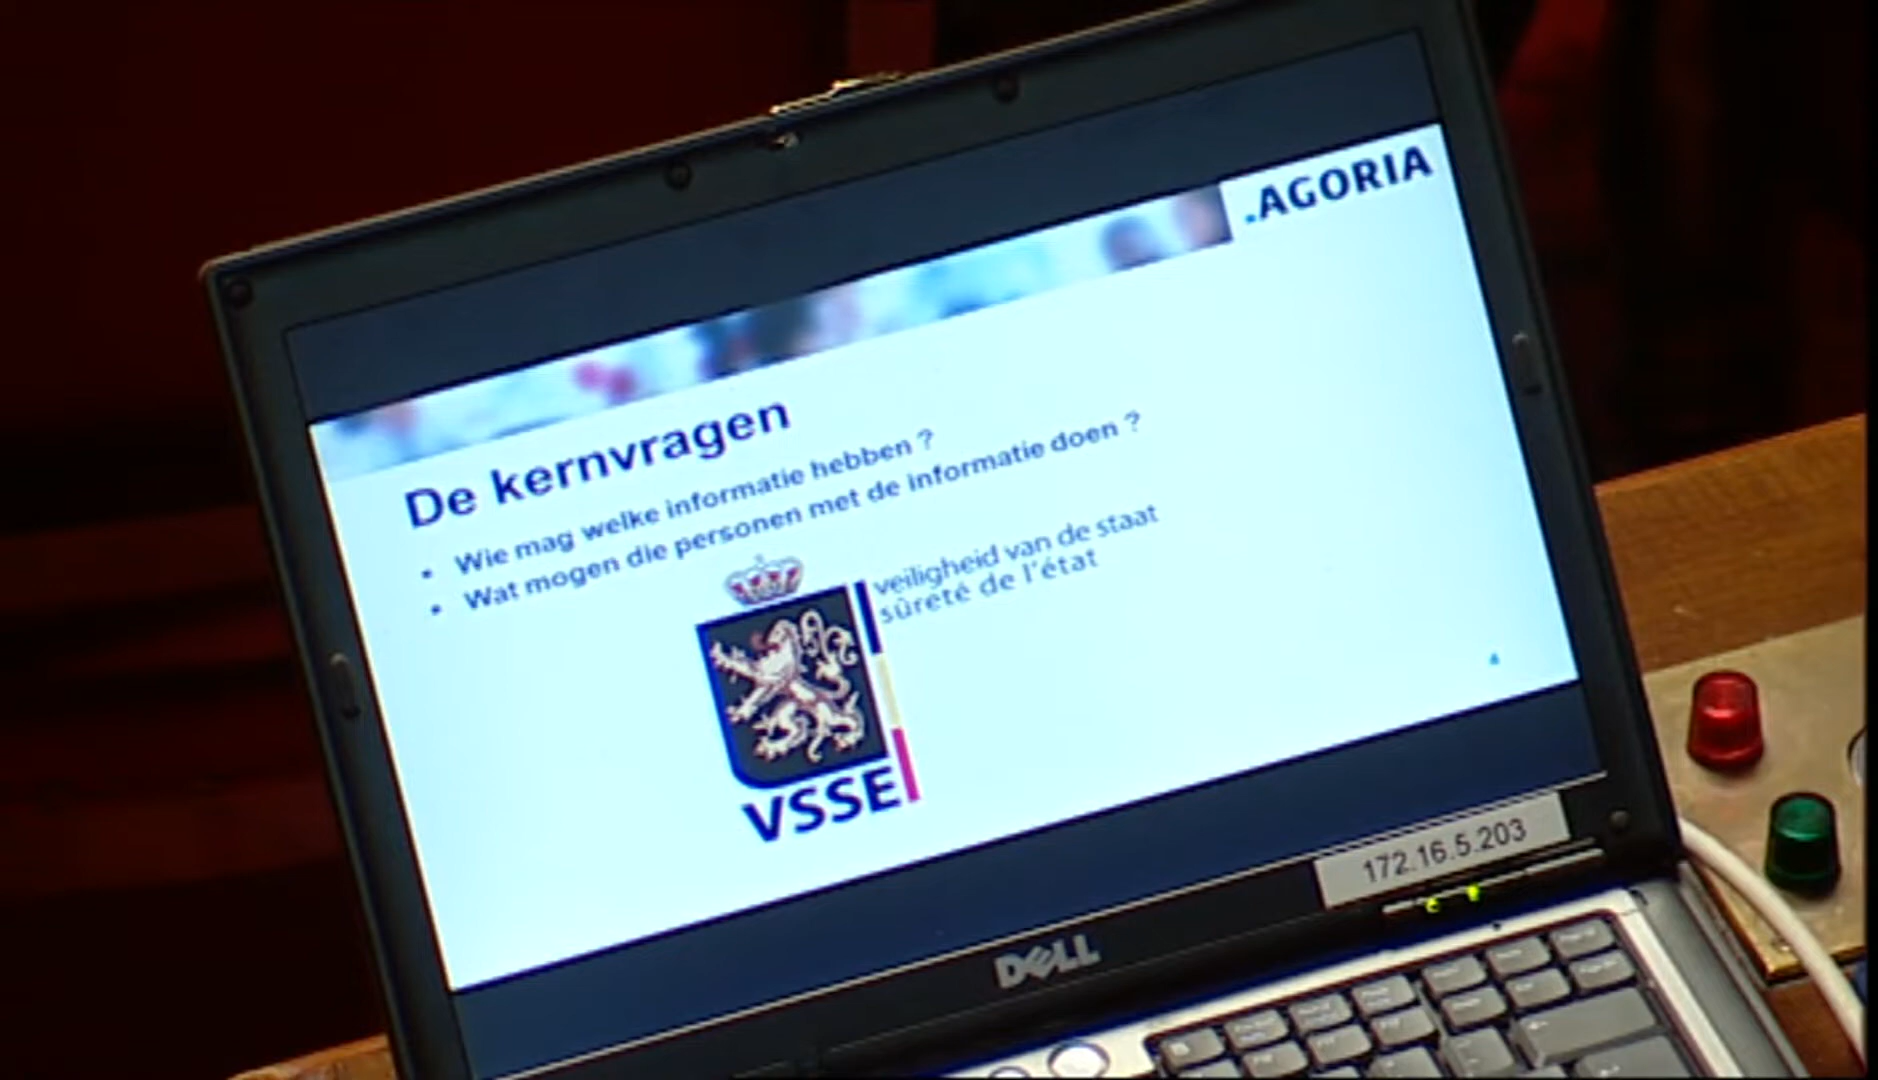 .AGORIA
De kernvragen
• Wie mag welke informatie hebben ?
• Wat mogen die personen met de informatie doen ?
veiligheid van de staat
sûreté de l'état
VSSE
172.16.5.203
DELL